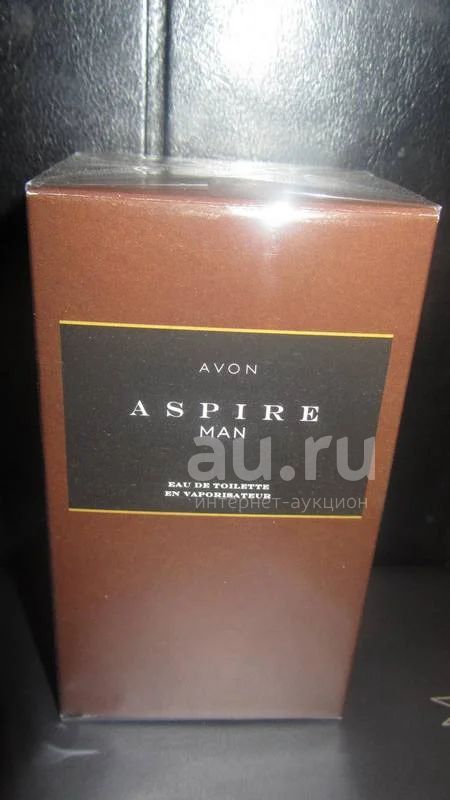 AVON
ASPIRE
MAN
EAU DE TOILETTE
EN VAPORISATEUR
au.ru
интернет-аукцион